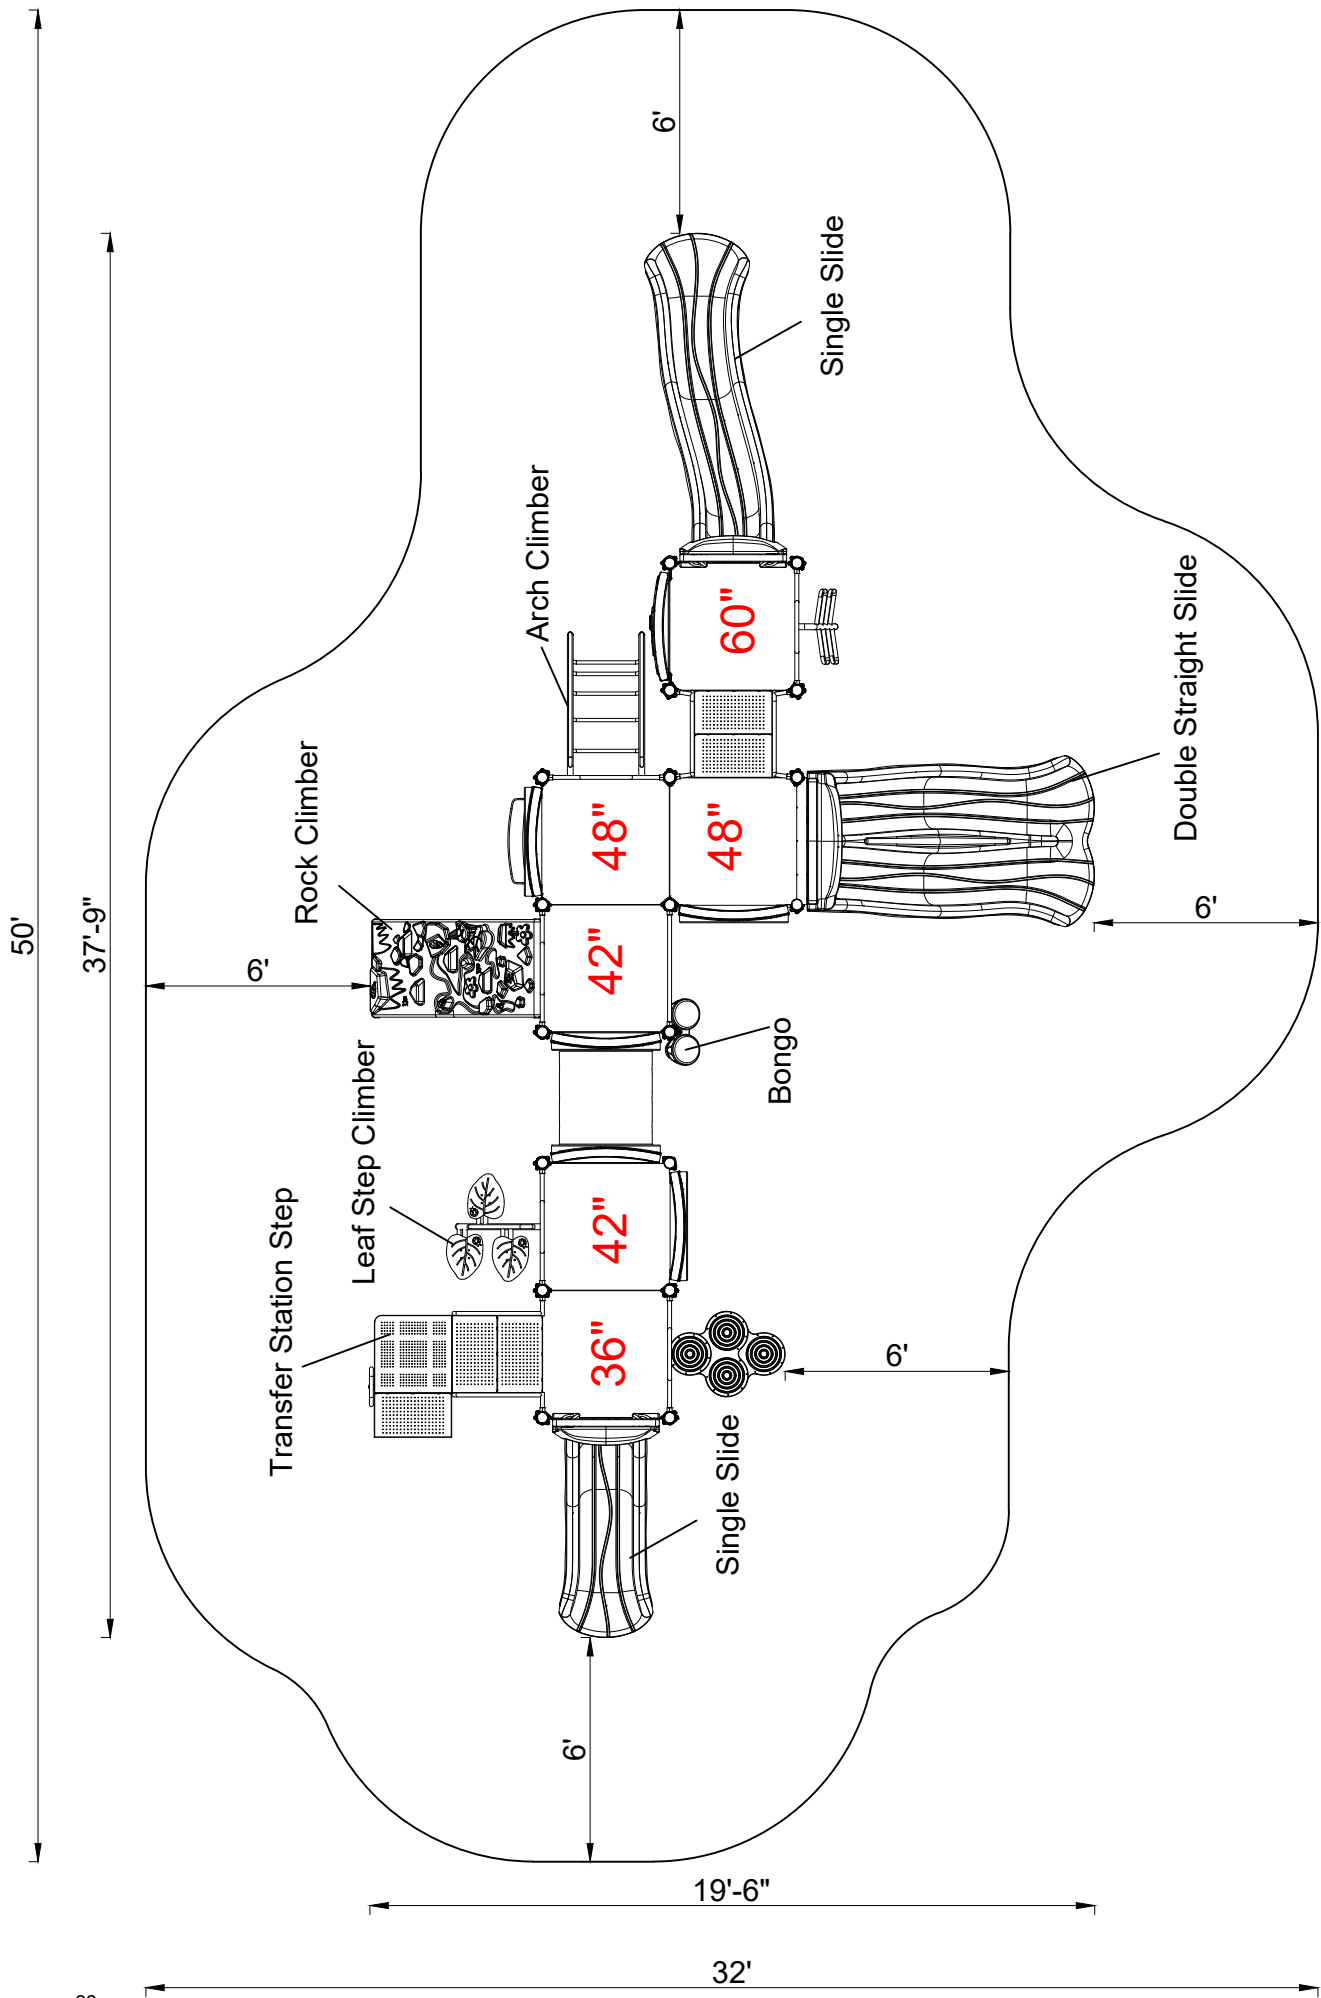 50'
37'-9"
6'
Single Slide
Arch Climber
60"
Double Straight Slide
Rock Climber
48"
48"
6'
6'
42"
Bongo
Leaf Step Climber
Transfer Station Step
42"
36"
6'
Single Slide
6'
19'-6"
32'